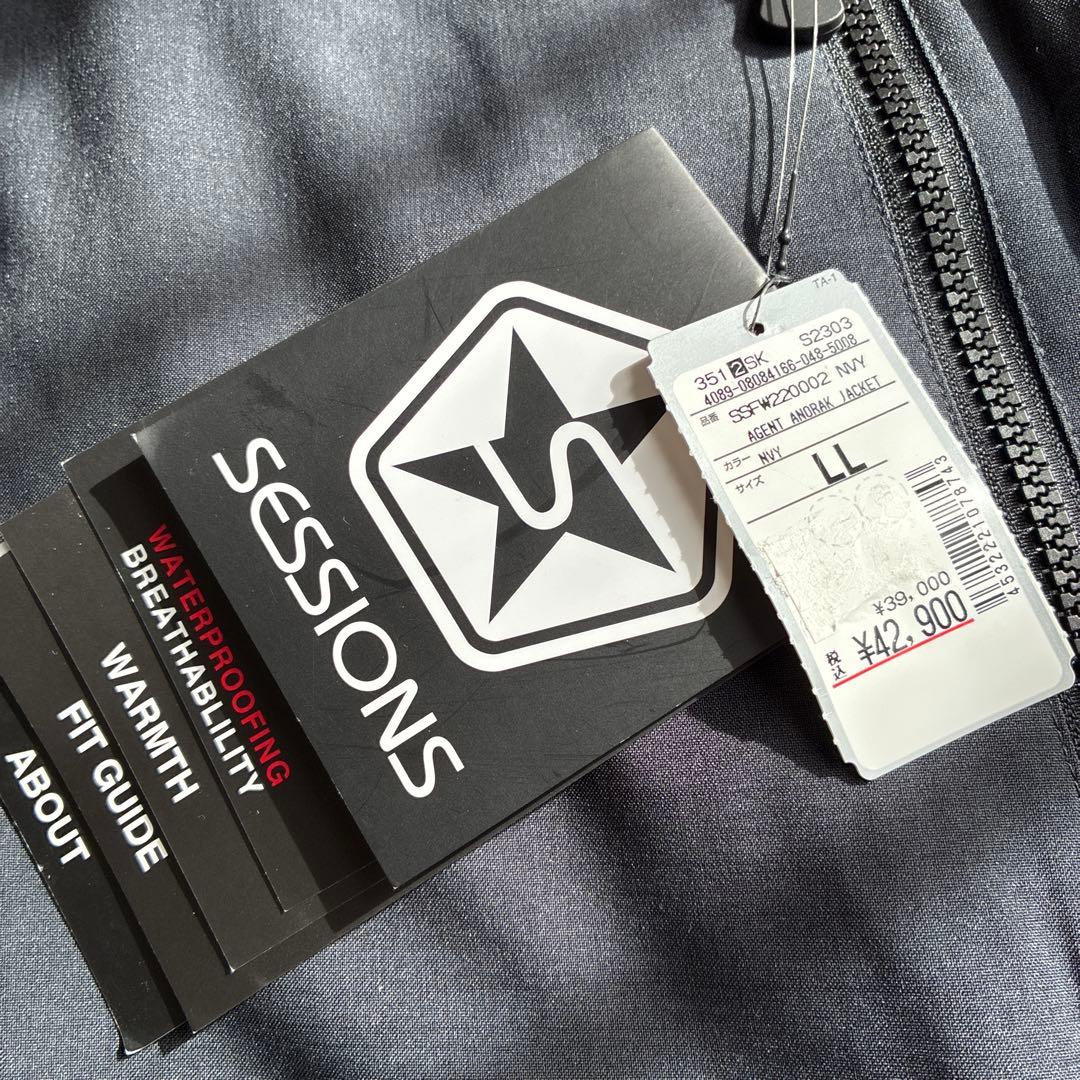 SESSIONS
S
WATERPROOFING
BREATHABLILITY
WARMTH
FIT GUIDE
ABOUT
TA-1
351 2 SK S2303
4089-08084166-048-5008
品番 SSFW220002 NVY
AGENT ANORAK JACKET
カラー NVY
サイズ LL
4532221078743
¥39,000
税込 ¥42,900